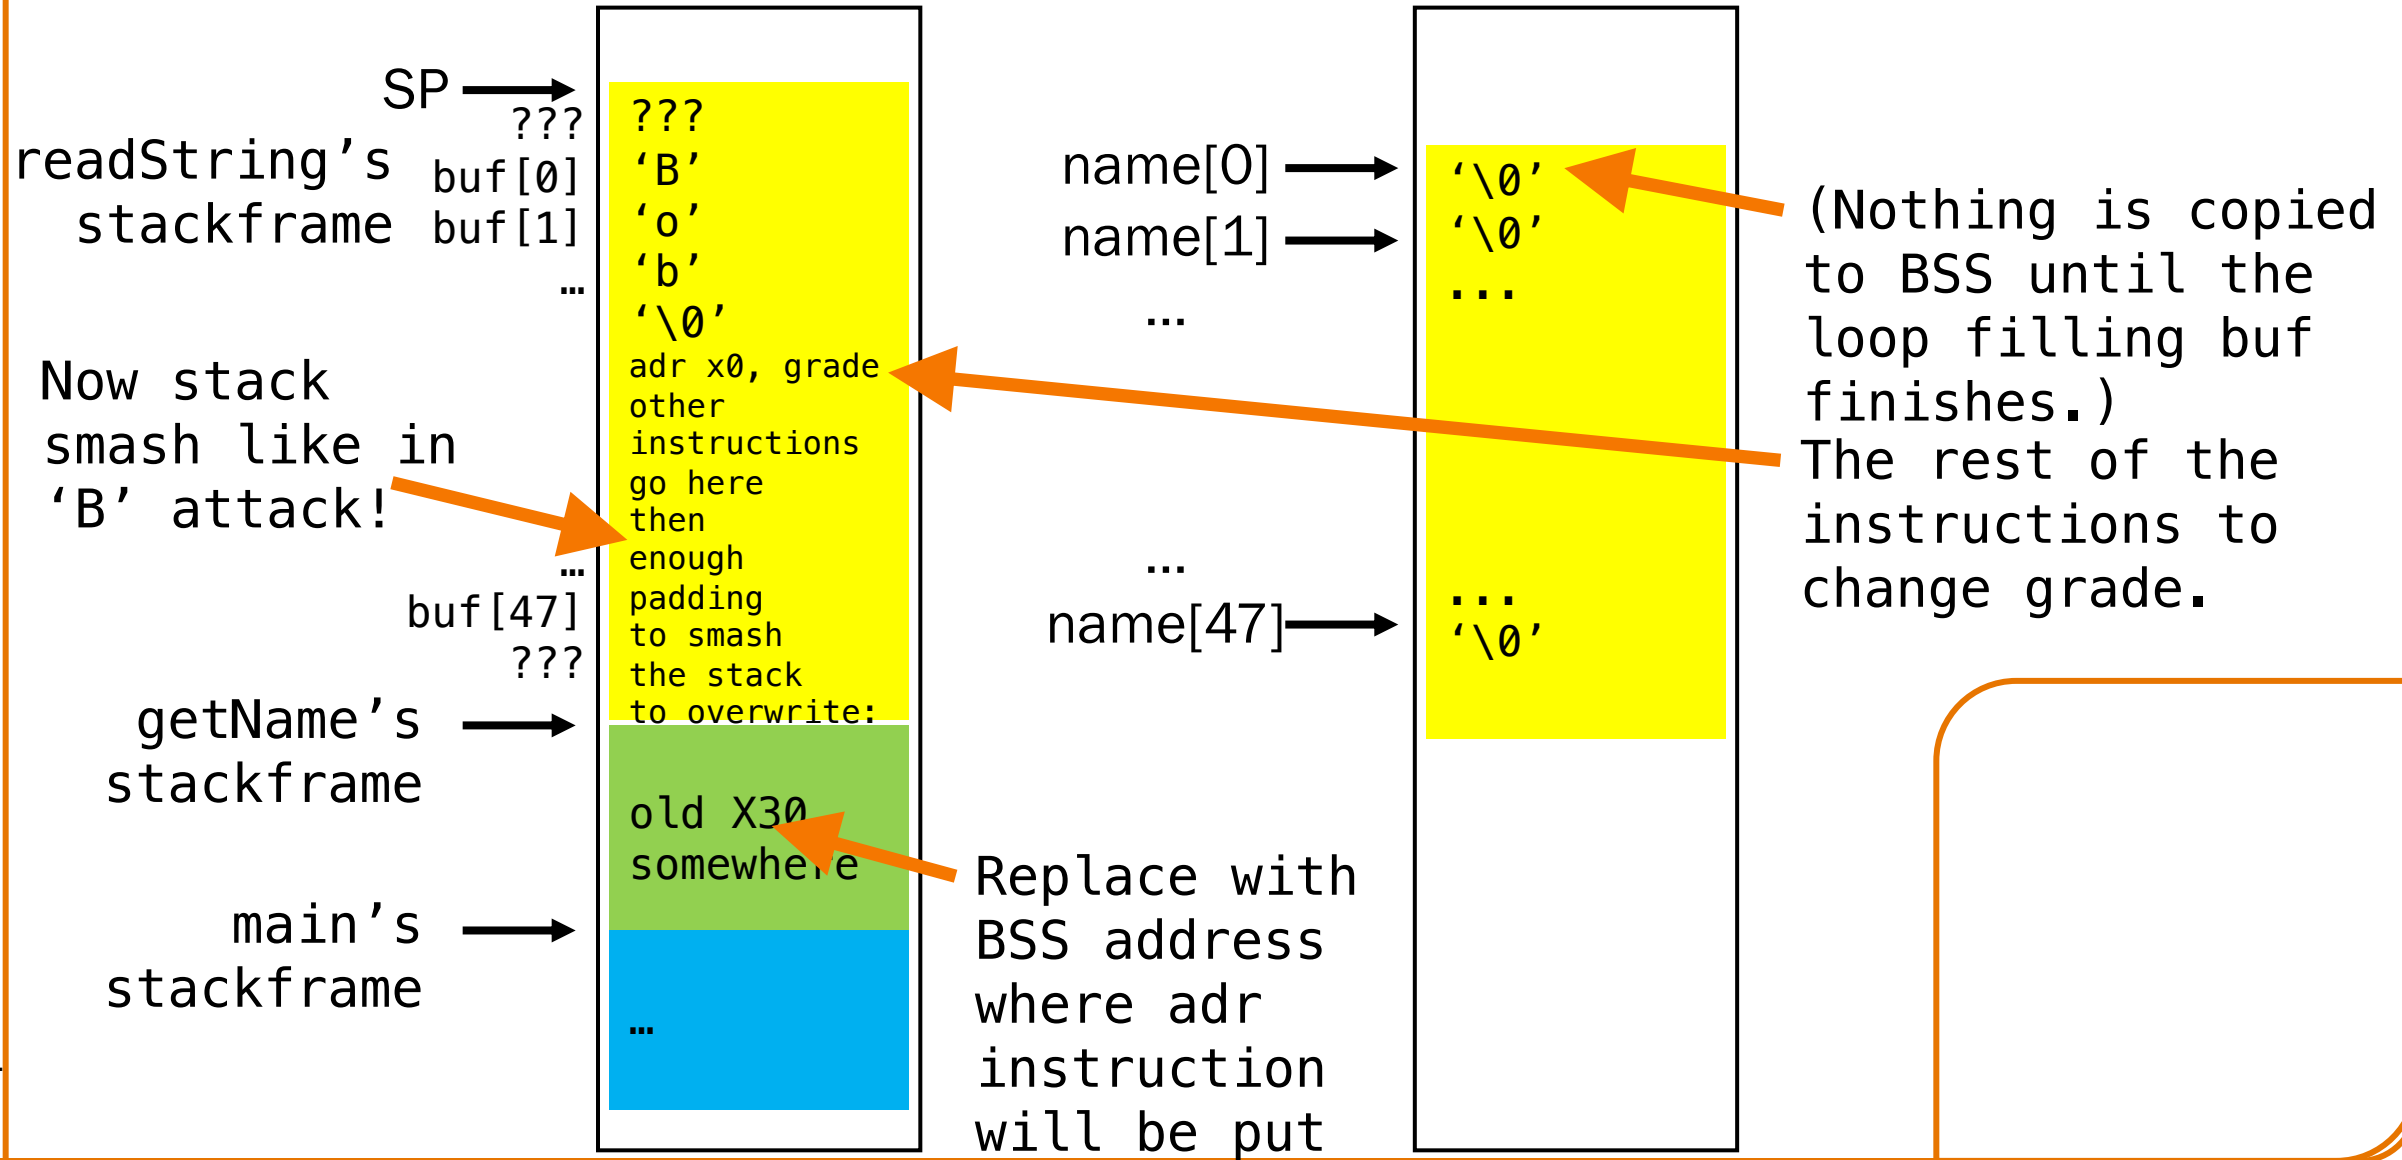 SP
???
readString’s
stackframe
buf[0]
buf[1]
…
Now stack
smash like in
‘B’ attack!
…
buf[47]
???
getName’s
stackframe
main’s
stackframe
???
‘B’
‘o’
‘b’
‘\0’
adr x0, grade
other
instructions
go here
then
enough
padding
to smash
the stack
to overwrite:
old X30
somewhere
…
name[0]
name[1]
…
…
name[47]
‘\0’
‘\0’
...
...
‘\0’
(Nothing is copied
to BSS until the
loop filling buf
finishes.)
The rest of the
instructions to
change grade.
Replace with
BSS address
where adr
instruction
will be put